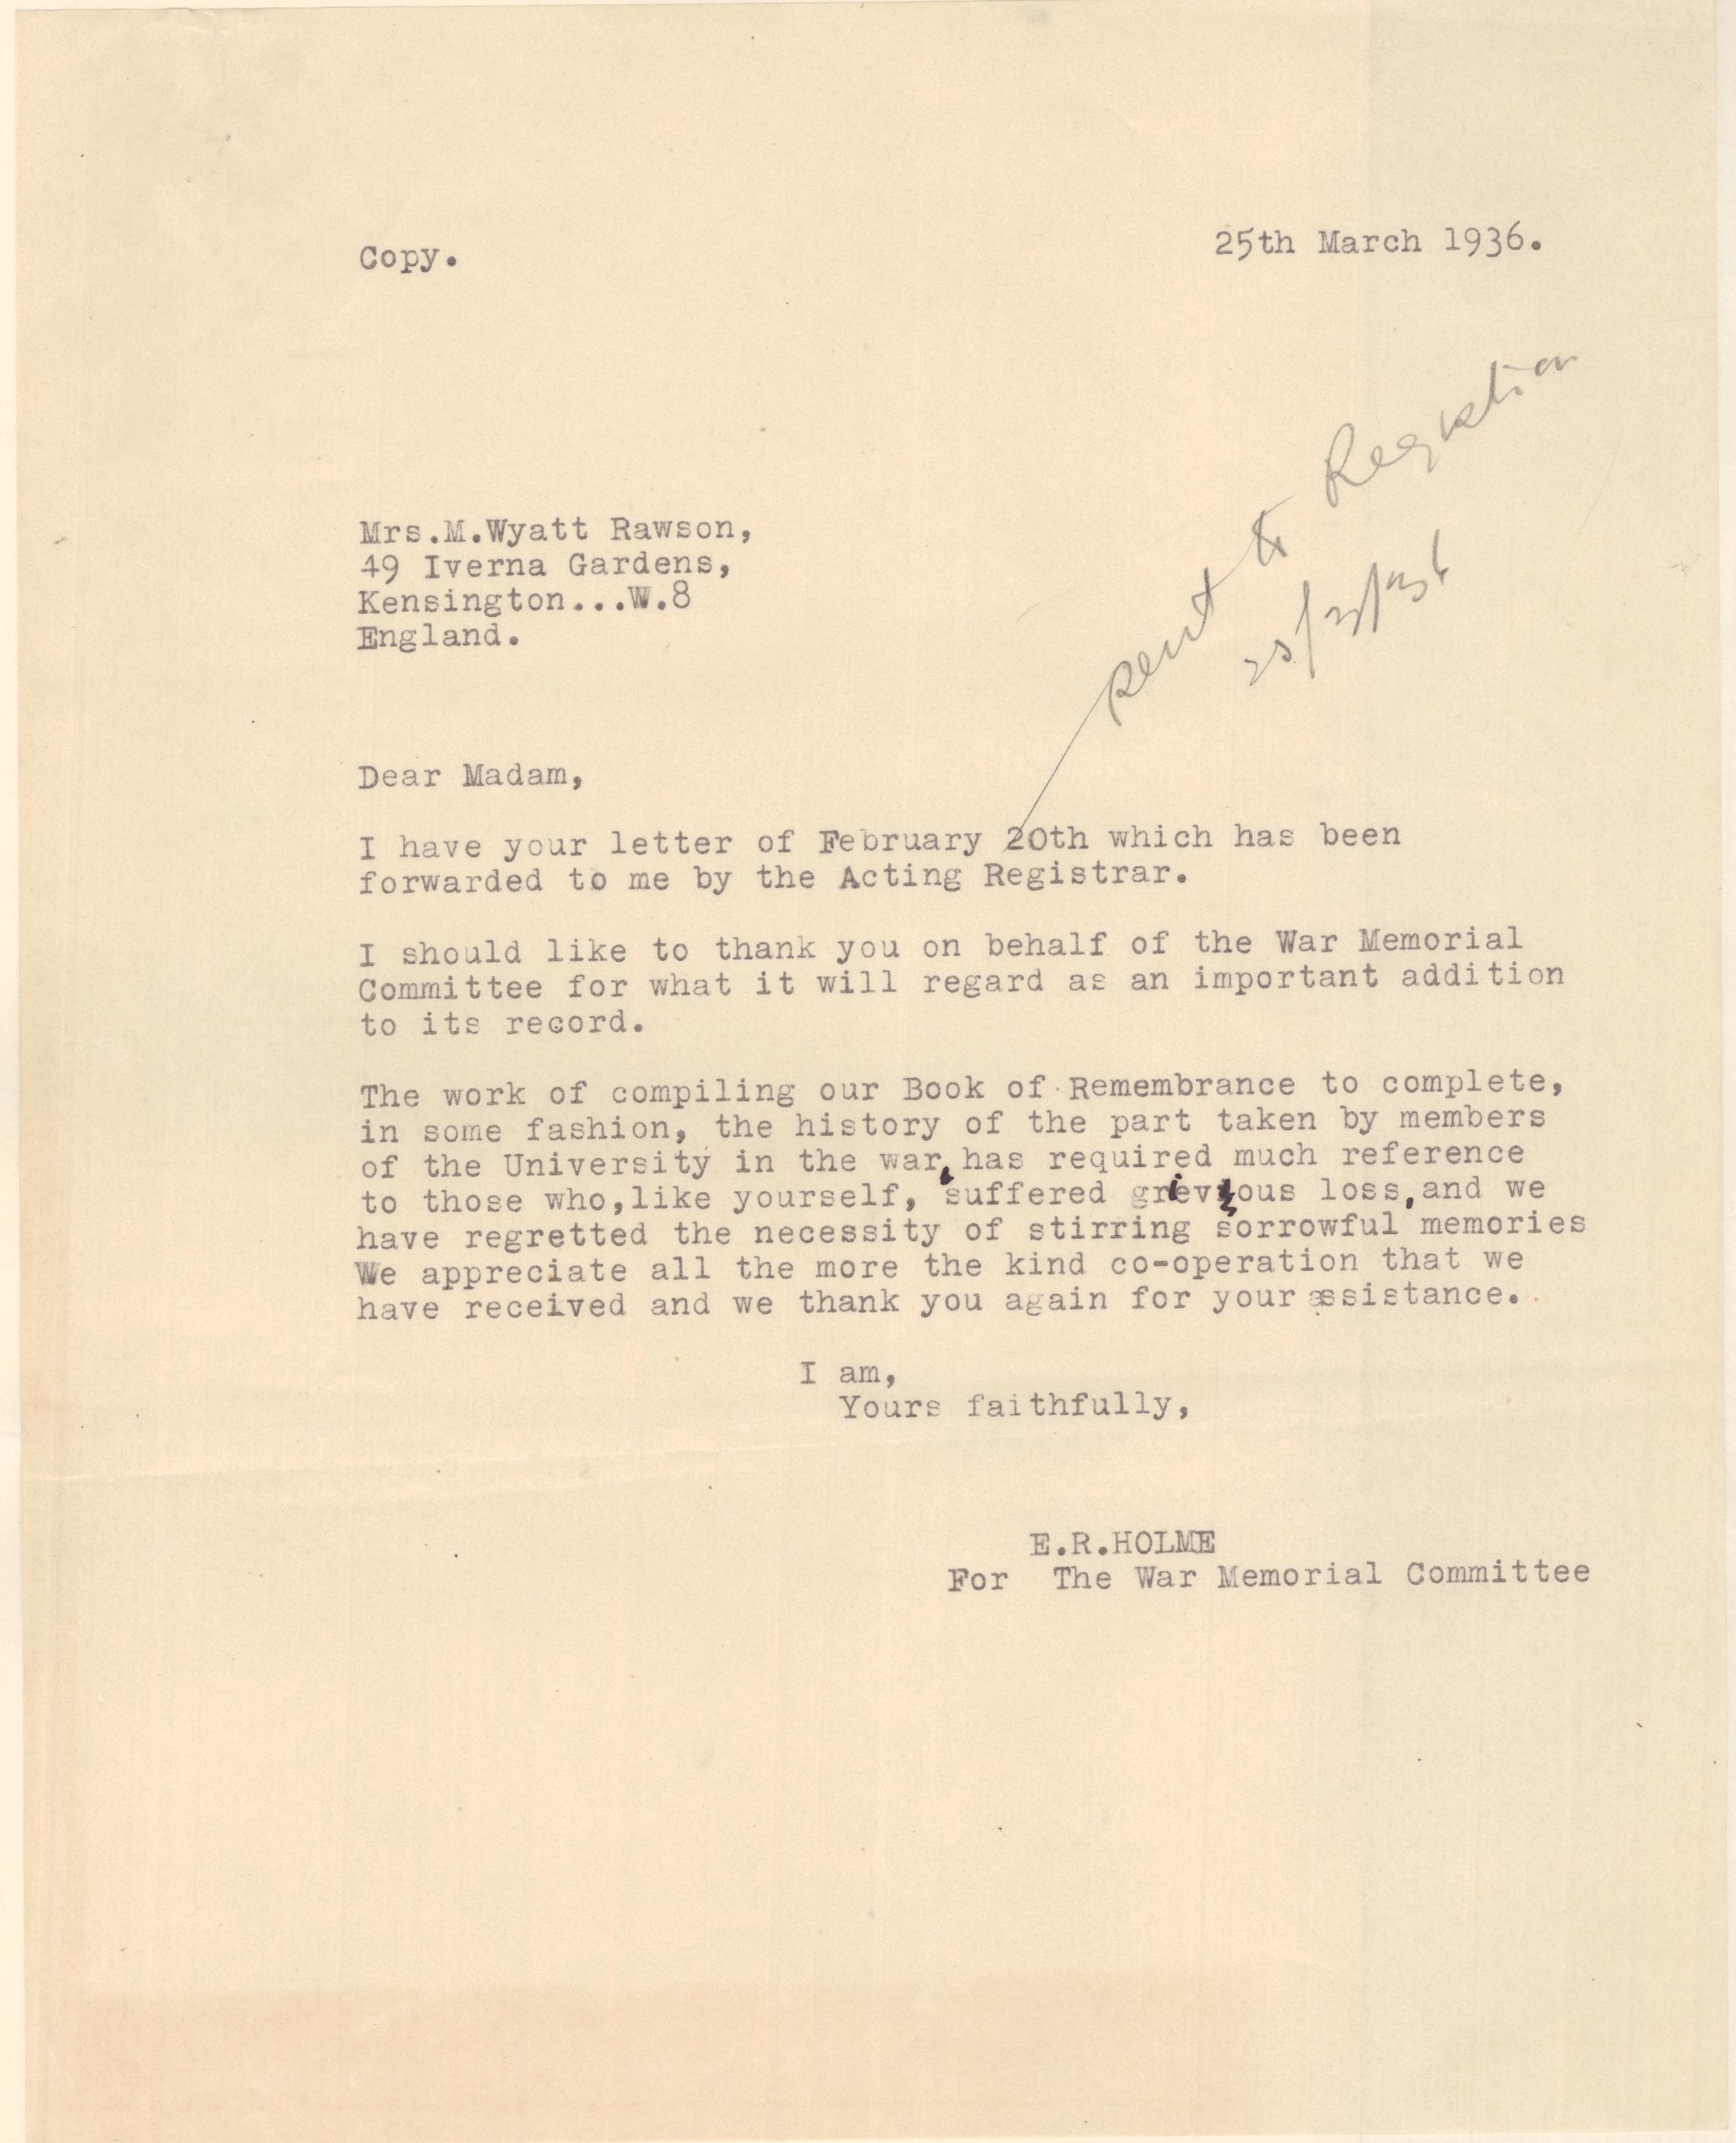 Copy.
25th March 1936.
sent to Registrar
25/3/36
Mrs.M.Wyatt Rawson,
49 Iverna Gardens,
Kensington...W.8
England.
Dear Madam,
I have your letter of February 20th which has been
forwarded to me by the Acting Registrar.
I should like to thank you on behalf of the War Memorial
Committee for what it will regard as an important addition
to its record.
The work of compiling our Book of Remembrance to complete,
in some fashion, the history of the part taken by members
of the University in the war, has required much reference
to those who,like yourself, suffered grievous loss,and we
have regretted the necessity of stirring sorrowful memories
We appreciate all the more the kind co-operation that we
have received and we thank you again for your assistance.
I am,
Yours faithfully,
E.R.HOLME
For The War Memorial Committee